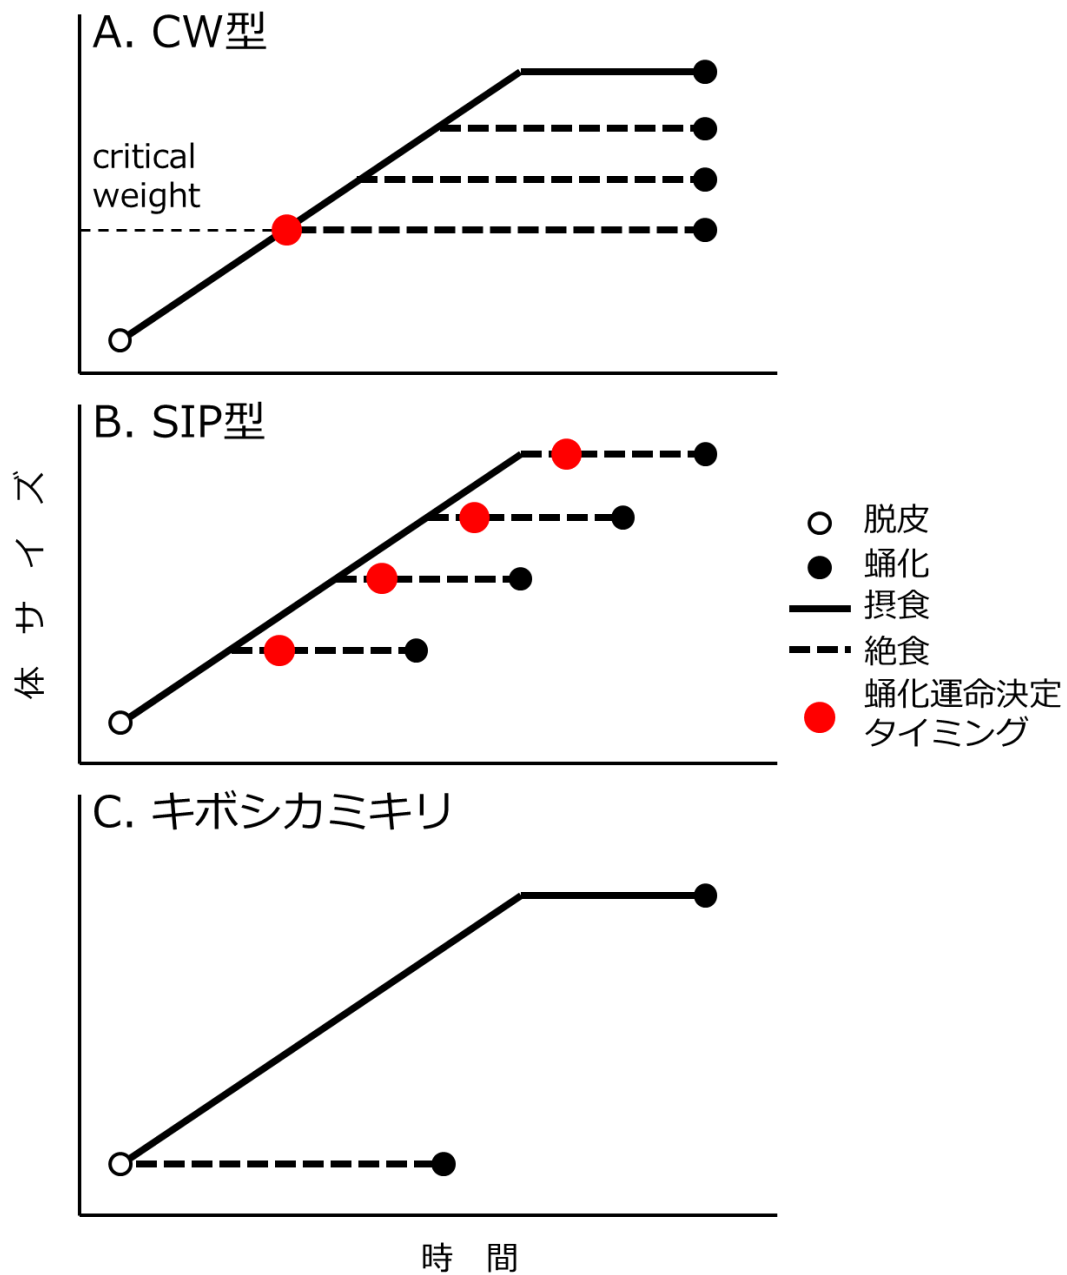 A. CW型
critical
weight
B. SIP型
体サイズ
脱皮
蛹化
摂食
絶食
蛹化運命決定
タイミング
C. キボシカミキリ
時間